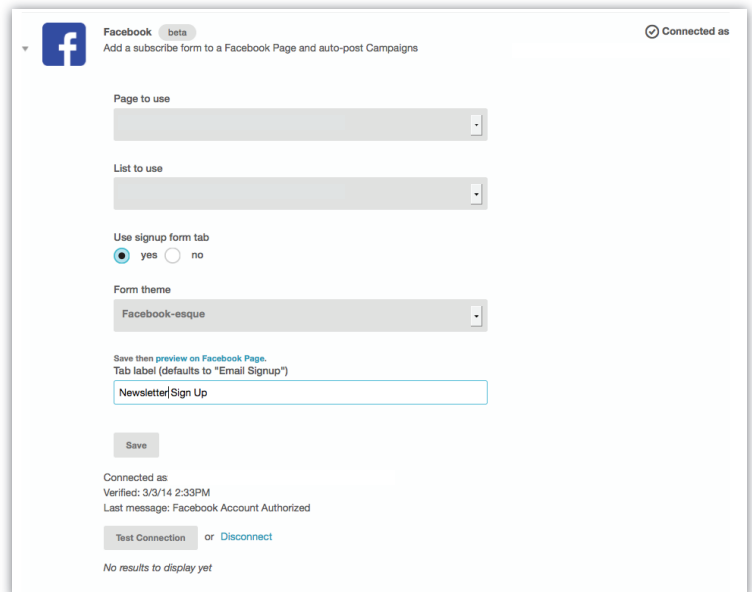 Facebook beta
Connected as
Add a subscribe form to a Facebook Page and auto-post Campaigns
Page to use
List to use
Use signup form tab
yes no
Form theme
Facebook-esque
Save then preview on Facebook Page.
Tab label (defaults to "Email Signup")
Newsletter Sign Up
Save
Connected as
Verified: 3/3/14 2:33PM
Last message: Facebook Account Authorized
Test Connection or Disconnect
No results to display yet